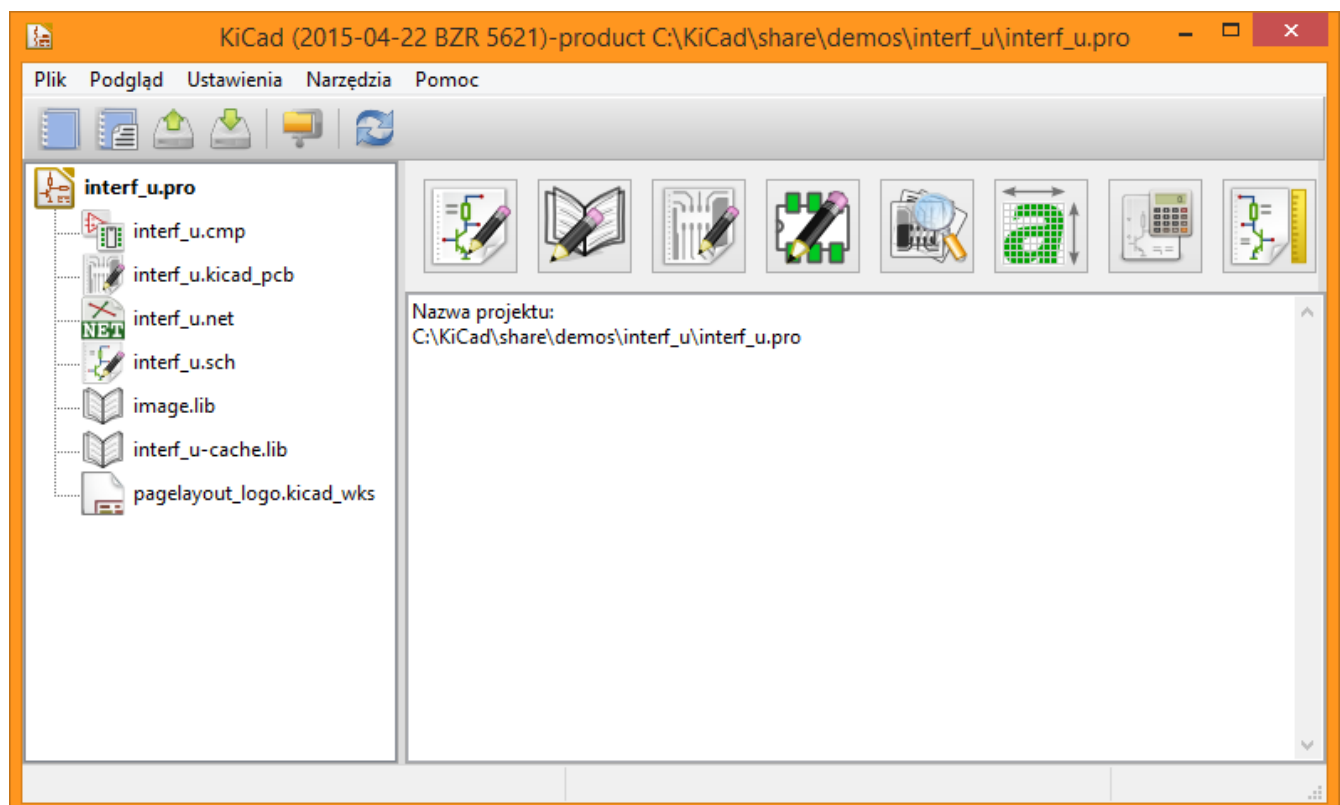 KiCad (2015-04-22 BZR 5621)-product C:\KiCad\share\demos\interf_u\interf_u.pro
Plik Podgląd Ustawienia Narzędzia Pomoc
interf_u.pro
interf_u.cmp
interf_u.kicad_pcb
NET
interf_u.net
interf_u.sch
image.lib
interf_u-cache.lib
pagelayout_logo.kicad_wks
a
Nazwa projektu:
C:\KiCad\share\demos\interf_u\interf_u.pro